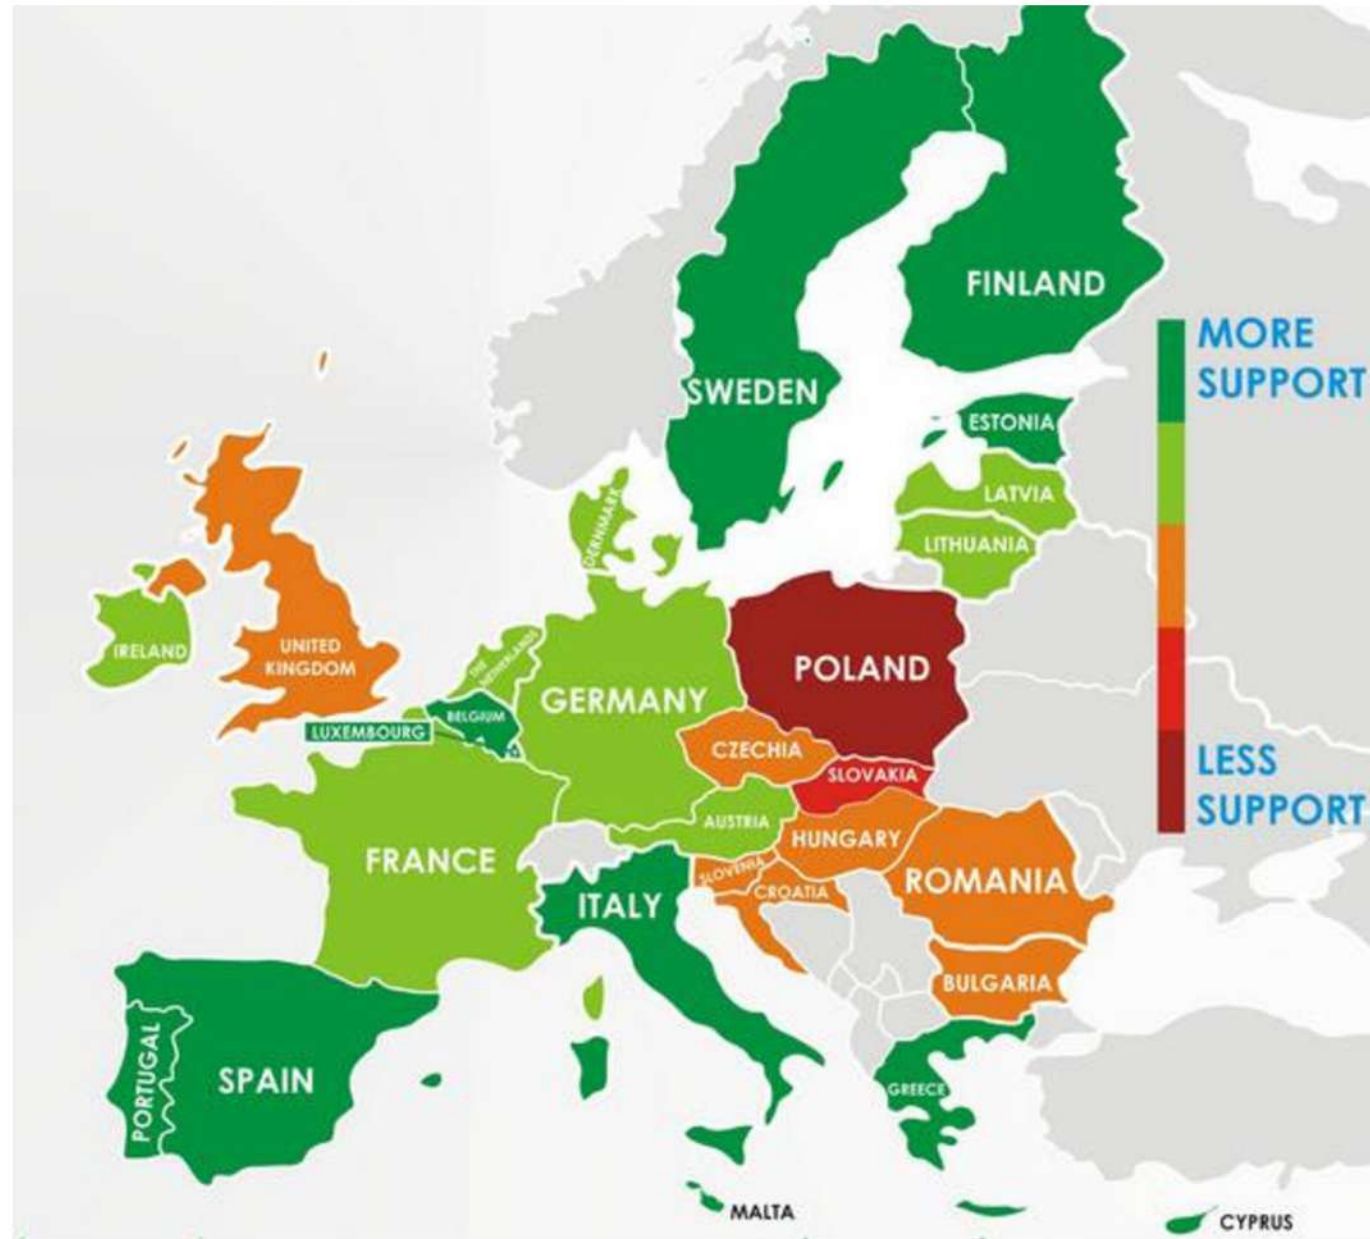 FINLAND
MORE
SUPPORT
SWEDEN
ESTONIA
LATVIA
DERNMARK
LITHUANIA
IRELAND
UNITED
KINGDOM
THE
NETHERLANDS
POLAND
GERMANY
BELGIUM
LUXEMBOURG
CZECHIA
SLOVAKIA
LESS
SUPPORT
AUSTRIA
HUNGARY
FRANCE
SLOVENIA
CROATIA
ROMANIA
ITALY
BULGARIA
PORTUGAL
SPAIN
GREECE
MALTA
CYPRUS